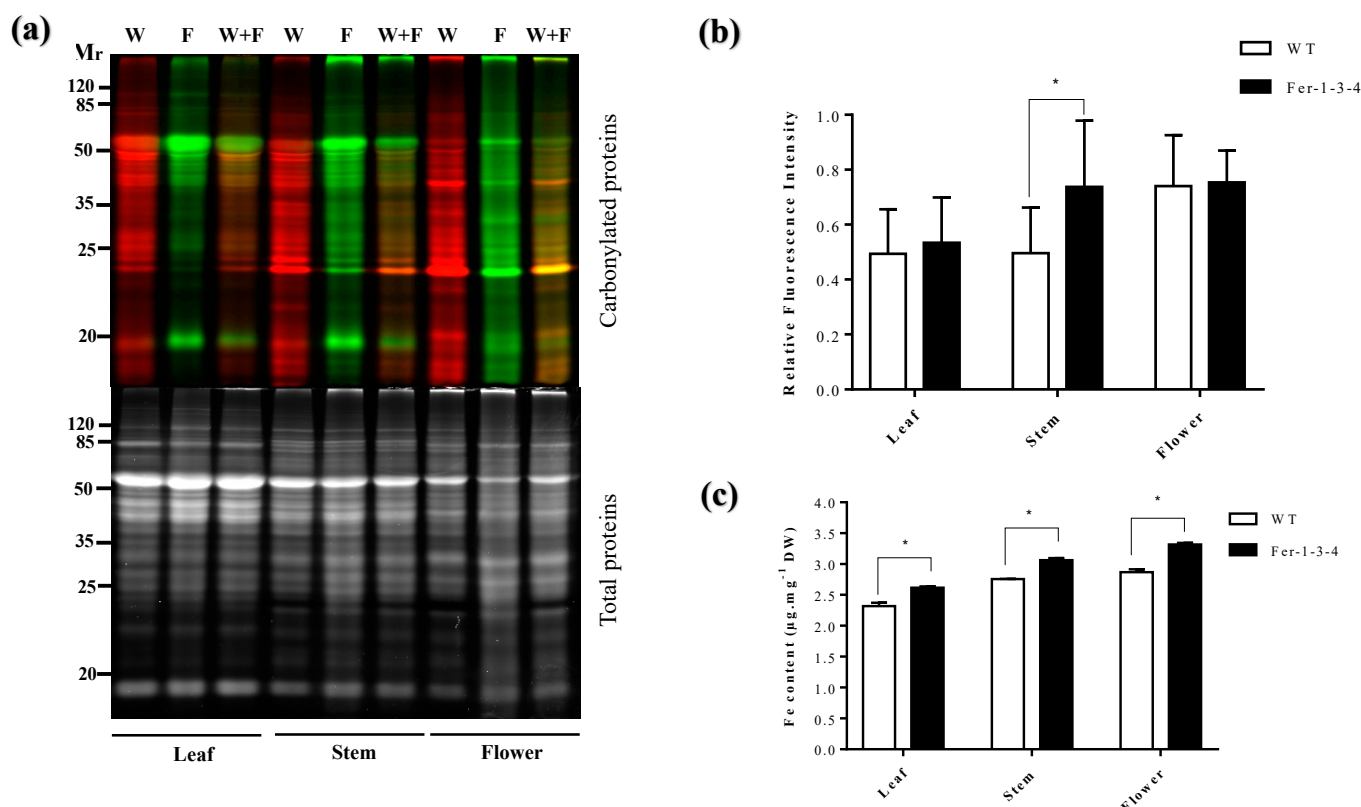 (a)
W F W+F W F W+F W F W+F
Mr
120
85
50
35
25
20
Carbonylated proteins
120
85
50
35
25
20
Total proteins
Leaf Stem Flower
(b)
WT
Fer-1-3-4
*
Relative Fluorescence Intensity
1.0
0.8
0.6
0.4
0.2
0.0
Leaf
Stem
Flower
(c)
WT
Fer-1-3-4
*
*
*
Fe content (µg.mg⁻¹ DW)
4.0
3.5
3.0
2.5
2.0
1.5
1.0
0.5
0.0
Leaf
Stem
Flower